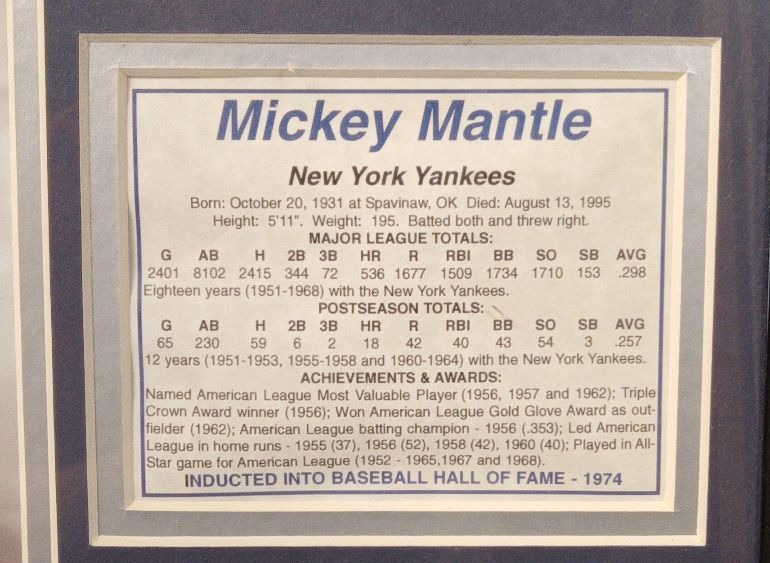 Mickey Mantle
New York Yankees
Born: October 20, 1931 at Spavinaw, OK Died: August 13, 1995
Height: 5'11". Weight: 195. Batted both and threw right.
MAJOR LEAGUE TOTALS:
G AB H 2B 3B HR R RBI BB SO SB AVG
2401 8102 2415 344 72 536 1677 1509 1734 1710 153 .298
Eighteen years (1951-1968) with the New York Yankees.
POSTSEASON TOTALS:
G AB H 2B 3B HR R RBI BB SO SB AVG
65 230 59 6 2 18 42 40 43 54 3 .257
12 years (1951-1953, 1955-1958 and 1960-1964) with the New York Yankees.
ACHIEVEMENTS & AWARDS:
Named American League Most Valuable Player (1956, 1957 and 1962); Triple
Crown Award winner (1956); Won American League Gold Glove Award as out-
fielder (1962); American League batting champion - 1956 (.353); Led American
League in home runs - 1955 (37), 1956 (52), 1958 (42), 1960 (40); Played in All-
Star game for American League (1952 - 1965,1967 and 1968).
INDUCTED INTO BASEBALL HALL OF FAME - 1974